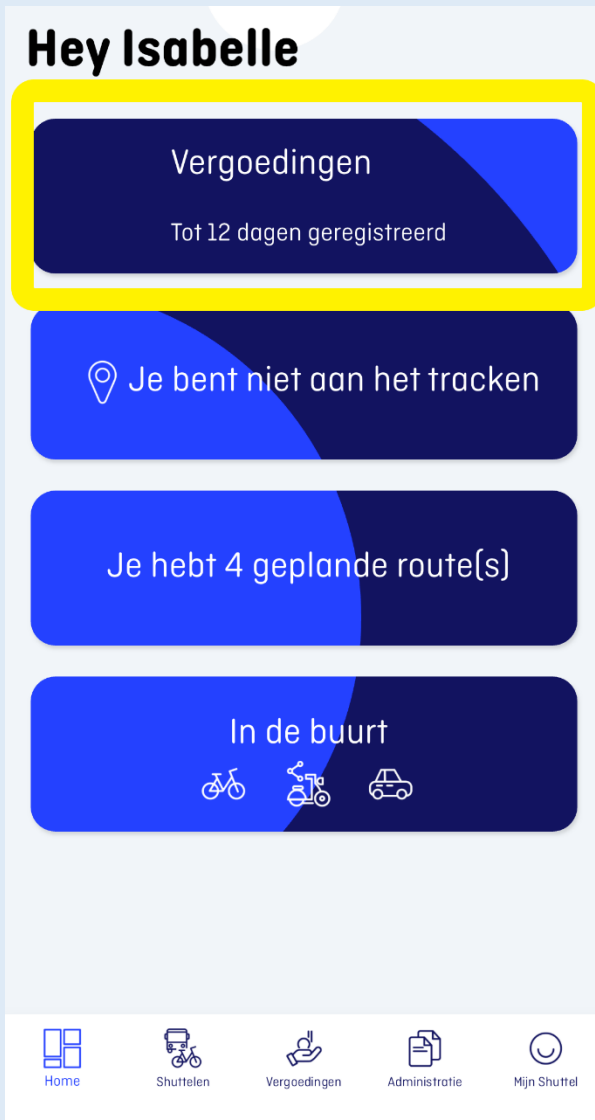 Hey Isabelle
Vergoedingen
Tot 12 dagen geregistreerd
Je bent niet aan het tracken
Je hebt 4 geplande route(s)
In de buurt
Home
Shuttelen
Vergoedingen
Administratie
Mijn Shuttel